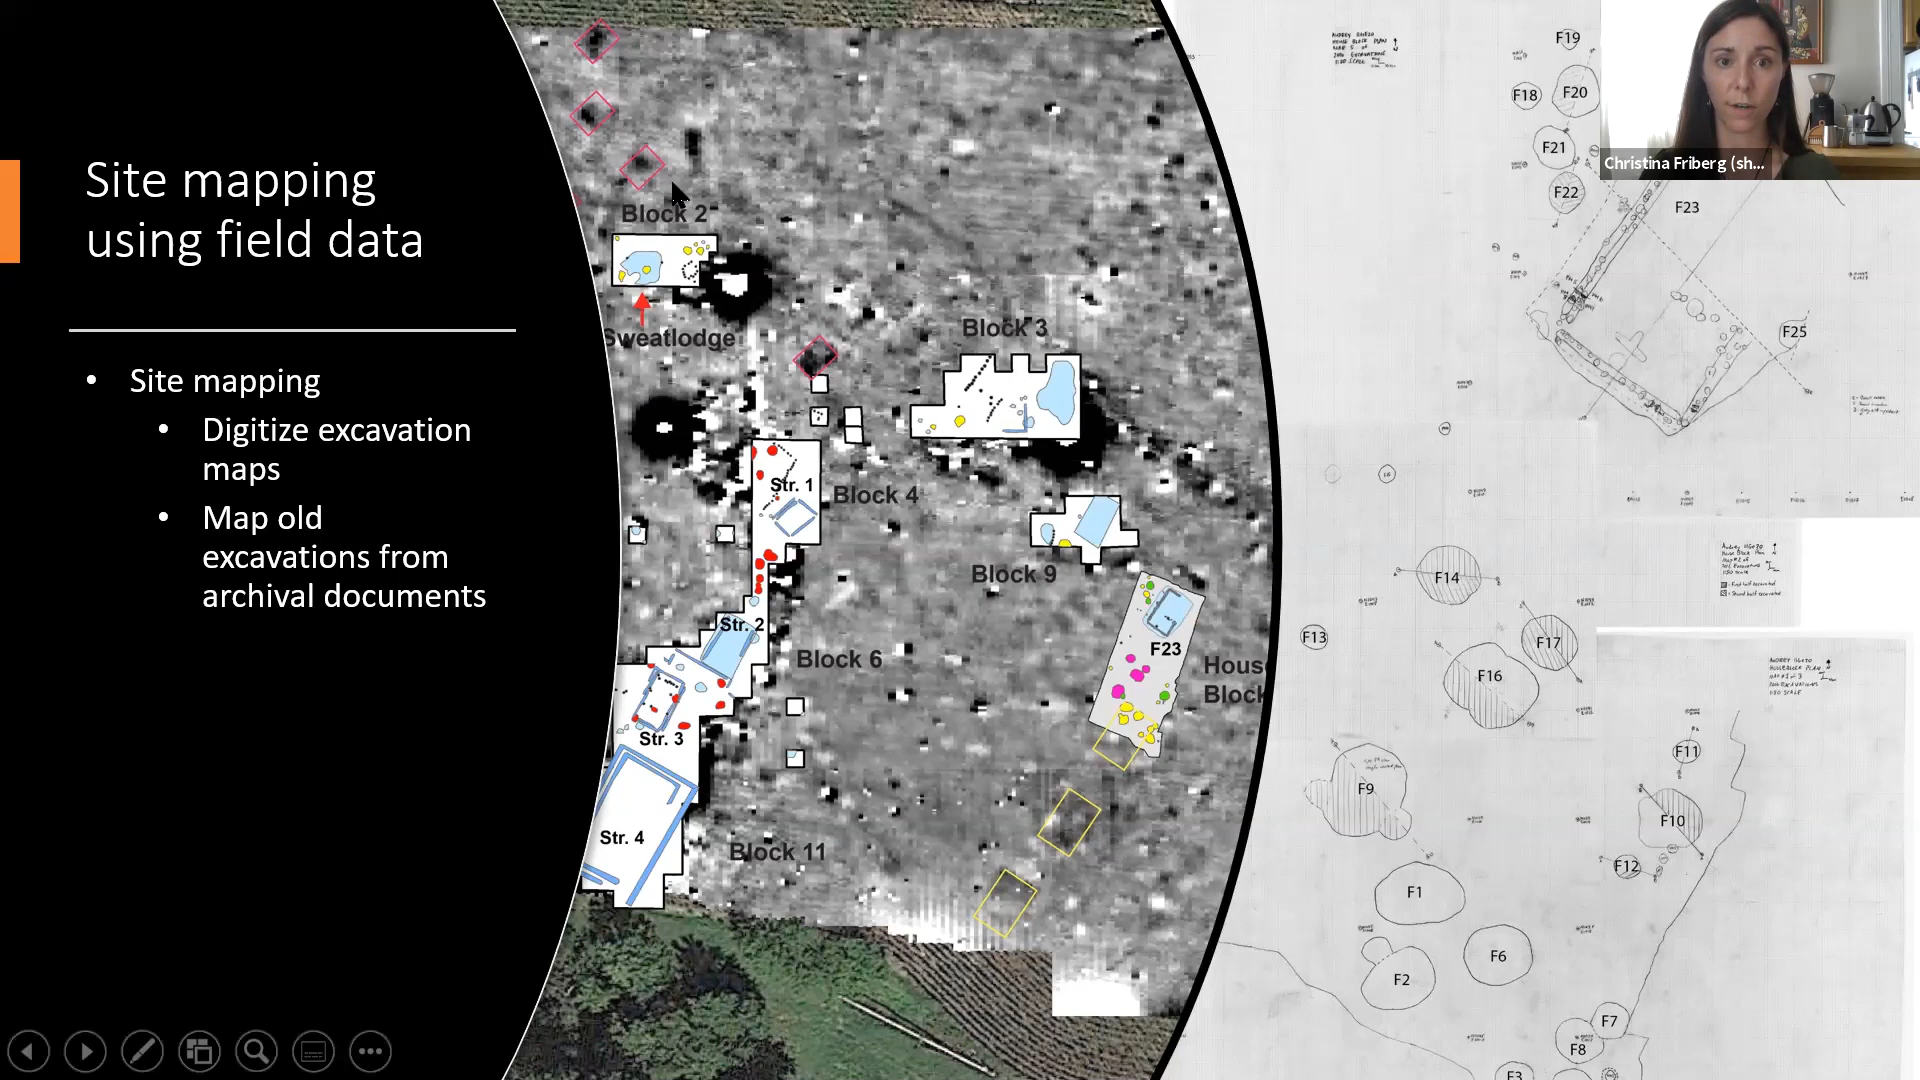 Site mapping
using field data
• Site mapping
• Digitize excavation
maps
• Map old
excavations from
archival documents
Block 2
Sweatlodge
Block 3
Str. 1
Block 4
Block 9
Str. 2
Block 6
F23
House
Block
Str. 3
Str. 4
Block 11
F19
F18
F20
F21
F22
F23
F25
F14
F13
F17
F16
F11
F9
F10
F12
F1
F6
F2
F7
F8
F3
Christina Friberg (sh...